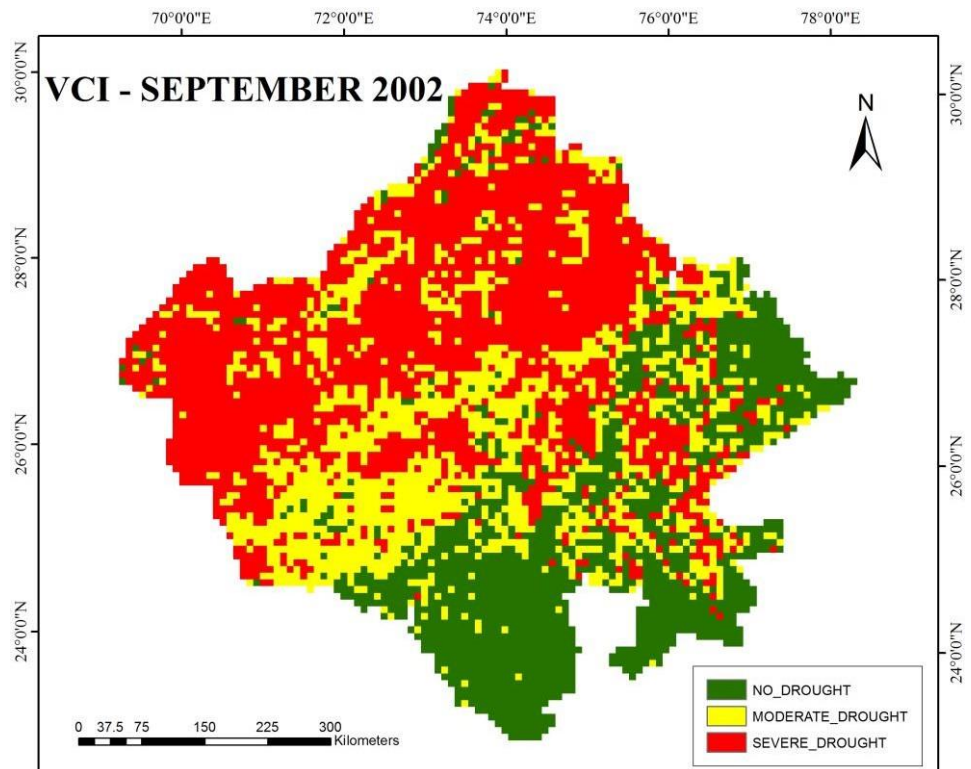 70°0'0"E 72°0'0"E 74°0'0"E 76°0'0"E 78°0'0"E
30°0'0"N
30°0'0"N
VCI - SEPTEMBER 2002
N
28°0'0"N
28°0'0"N
26°0'0"N
26°0'0"N
24°0'0"N
24°0'0"N
NO_DROUGHT
MODERATE_DROUGHT
SEVERE_DROUGHT
0 37.5 75 150 225 300
Kilometers